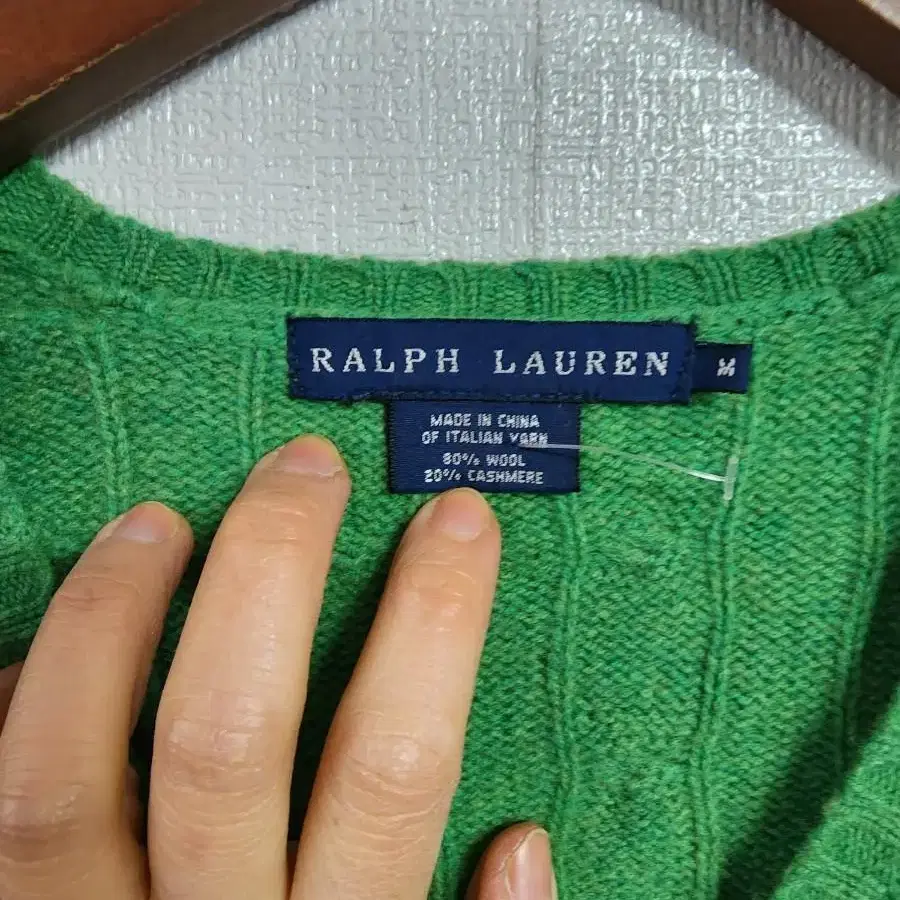 RALPH LAUREN
M
MADE IN CHINA
OF ITALIAN YARN
80% WOOL
20% CASHMERE